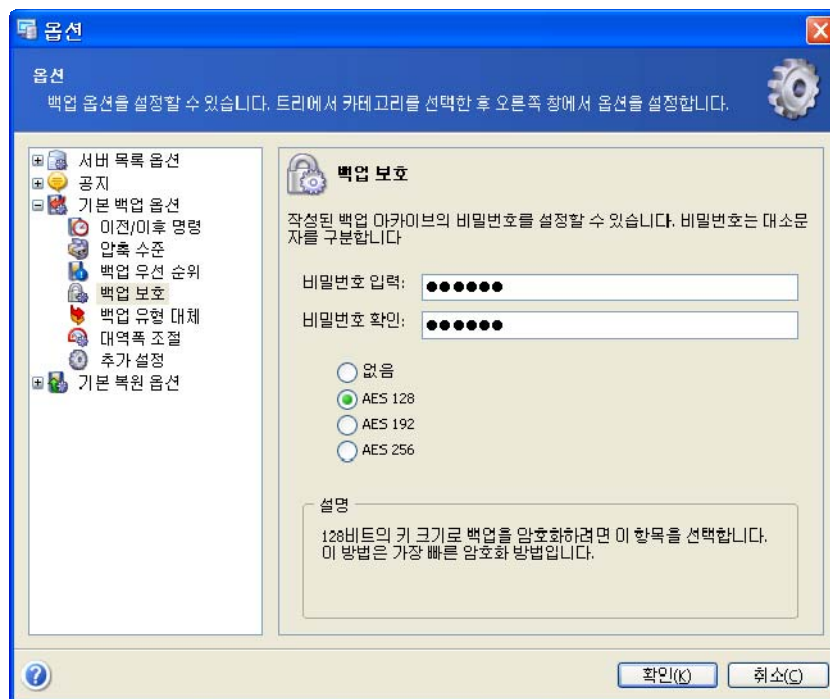 옵션
옵션
백업 옵션을 설정할 수 있습니다. 트리에서 카테고리를 선택한 후 오른쪽 창에서 옵션을 설정합니다.
서버 목록 옵션
공지
기본 백업 옵션
이전/이후 명령
압축 수준
백업 우선 순위
백업 보호
백업 유형 대체
대역폭 조절
추가 설정
기본 복원 옵션
백업 보호
작성된 백업 아카이브의 비밀번호를 설정할 수 있습니다. 비밀번호는 대소문
자를 구분합니다
비밀번호 입력: ●●●●●●
비밀번호 확인: ●●●●●●
없음
AES 128
AES 192
AES 256
설명
128비트의 키 크기로 백업을 암호화하려면 이 항목을 선택합니다.
이 방법은 가장 빠른 암호화 방법입니다.
확인(K)
취소(C)